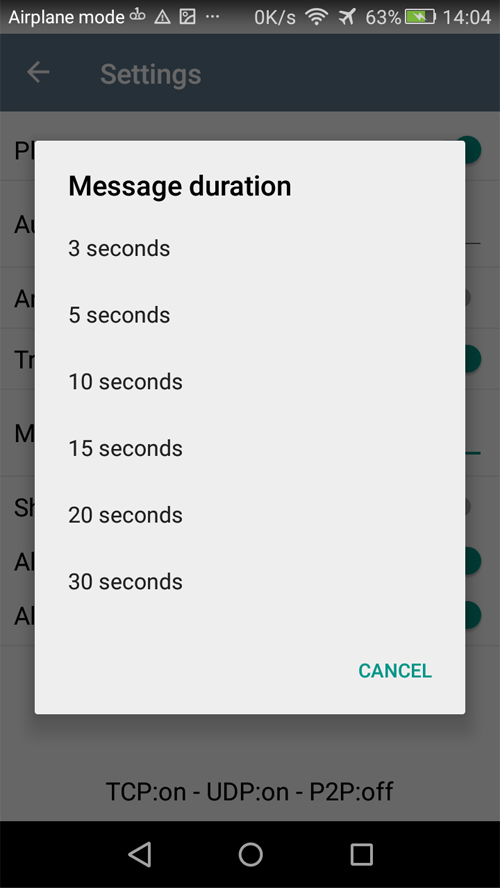 Airplane mode ... 0K/s 63% 14:04
Settings
Pl
Au
Ar
Tr
M
Sh
Al
Al
Message duration
3 seconds
5 seconds
10 seconds
15 seconds
20 seconds
30 seconds
CANCEL
TCP:on - UDP:on - P2P:off